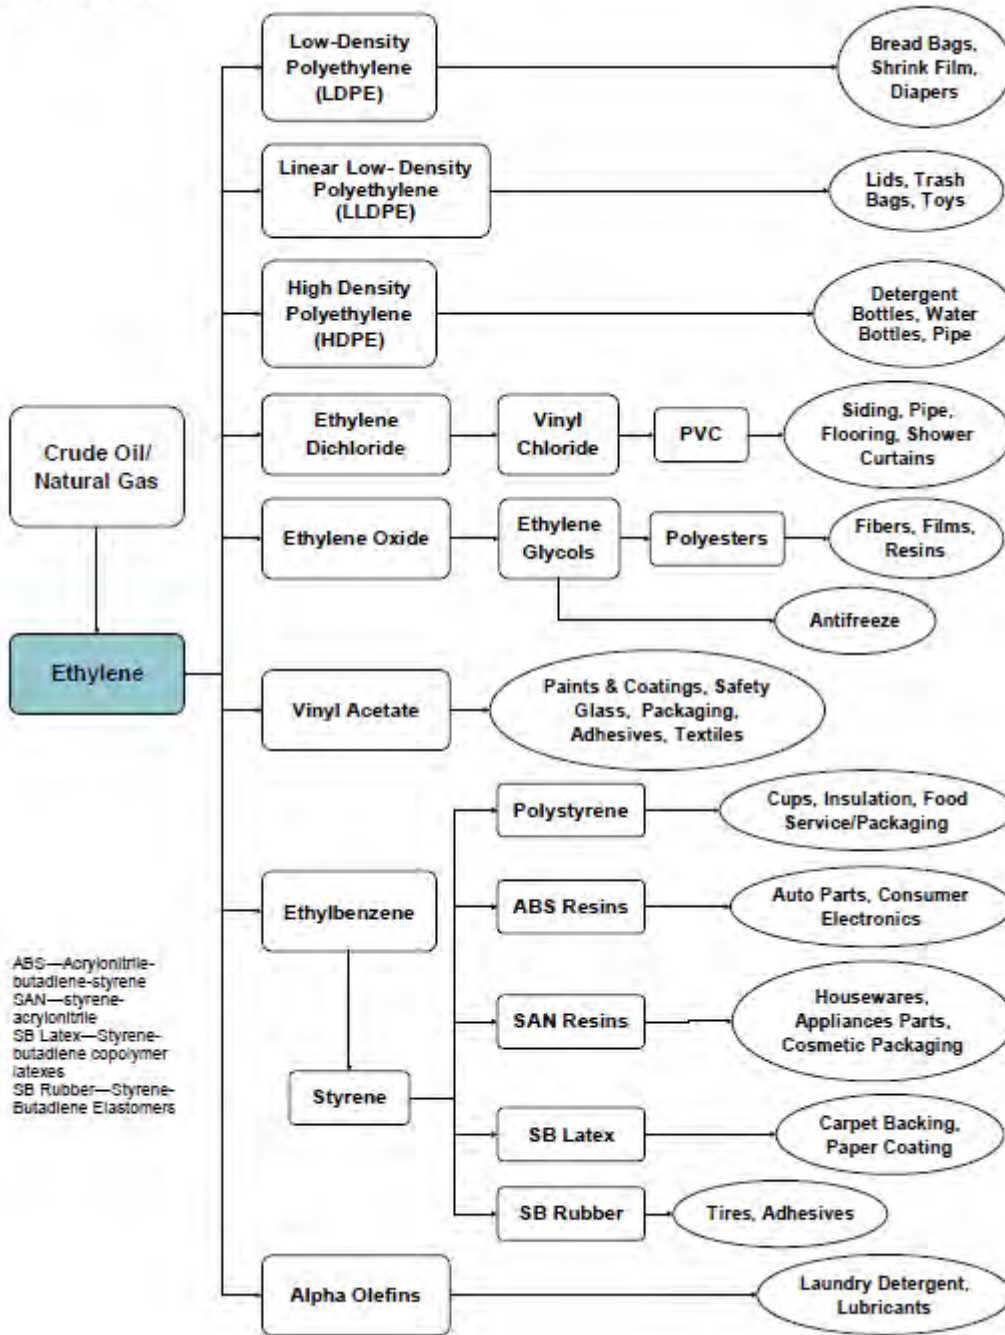 Low-Density
Polyethylene
(LDPE)
Bread Bags,
Shrink Film,
Diapers
Linear Low- Density
Polyethylene
(LLDPE)
Lids, Trash
Bags, Toys
High Density
Polyethylene
(HDPE)
Detergent
Bottles, Water
Bottles, Pipe
Crude Oil/
Natural Gas
Ethylene
Dichloride
Vinyl
Chloride
PVC
Siding, Pipe,
Flooring, Shower
Curtains
Ethylene Oxide
Ethylene
Glycols
Polyesters
Fibers, Films,
Resins
Antifreeze
Ethylene
Vinyl Acetate
Paints & Coatings, Safety
Glass, Packaging,
Adhesives, Textiles
Polystyrene
Cups, Insulation, Food
Service/Packaging
Ethylbenzene
ABS Resins
Auto Parts, Consumer
Electronics
ABS—Acrylonitrile-
butadiene-styrene
SAN—styrene-
acrylonitrile
SB Latex—Styrene-
butadiene copolymer
latexes
SB Rubber—Styrene-
Butadiene Elastomers
SAN Resins
Housewares,
Appliances Parts,
Cosmetic Packaging
Styrene
SB Latex
Carpet Backing,
Paper Coating
SB Rubber
Tires, Adhesives
Alpha Olefins
Laundry Detergent,
Lubricants